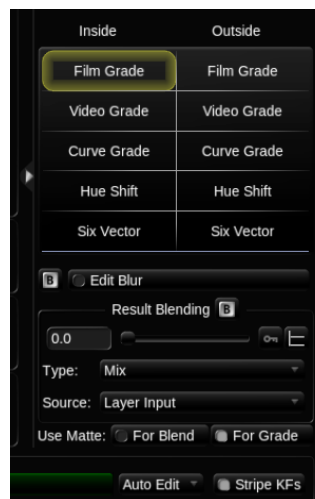 Inside Outside
Film Grade Film Grade
Video Grade Video Grade
Curve Grade Curve Grade
Hue Shift Hue Shift
Six Vector Six Vector
B Edit Blur
Result Blending B
0.0
Type: Mix
Source: Layer Input
Use Matte: For Blend For Grade
Auto Edit Stripe KFs